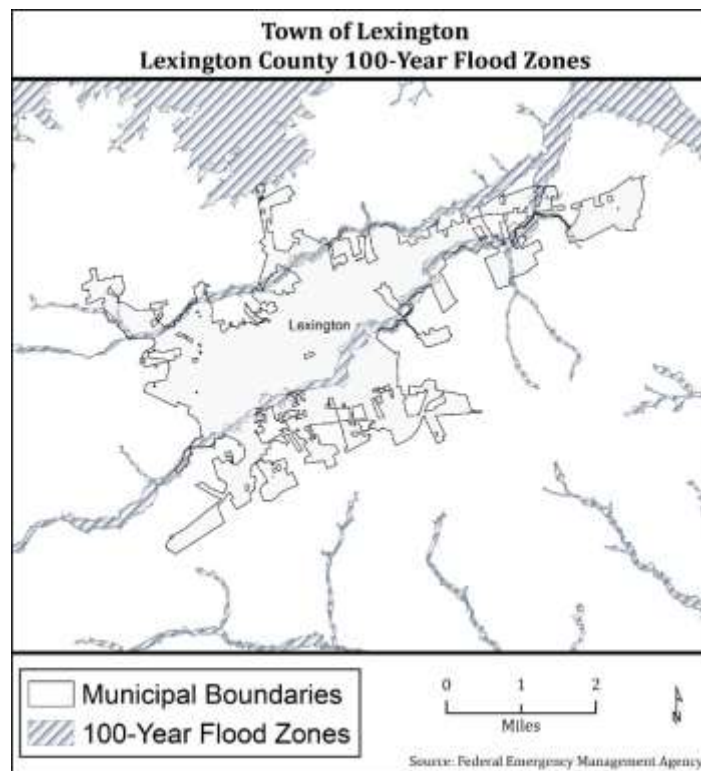 Town of Lexington
Lexington County 100-Year Flood Zones
Lexington
Municipal Boundaries
100-Year Flood Zones
0 1 2
Miles
N
Source: Federal Emergency Management Agency